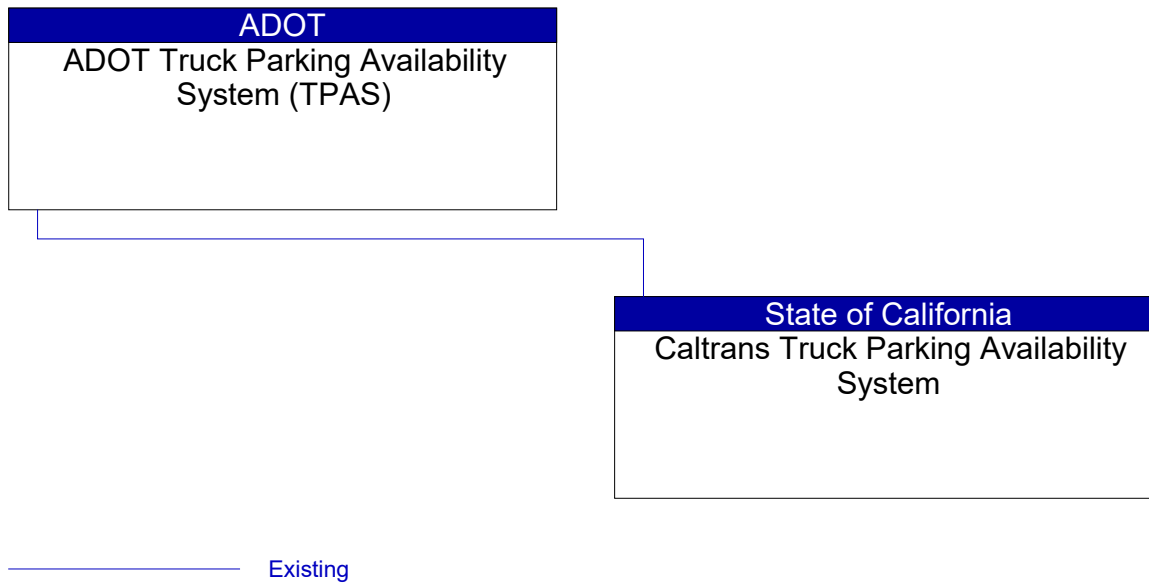 ADOT
ADOT Truck Parking Availability
System (TPAS)
State of California
Caltrans Truck Parking Availability
System
Existing